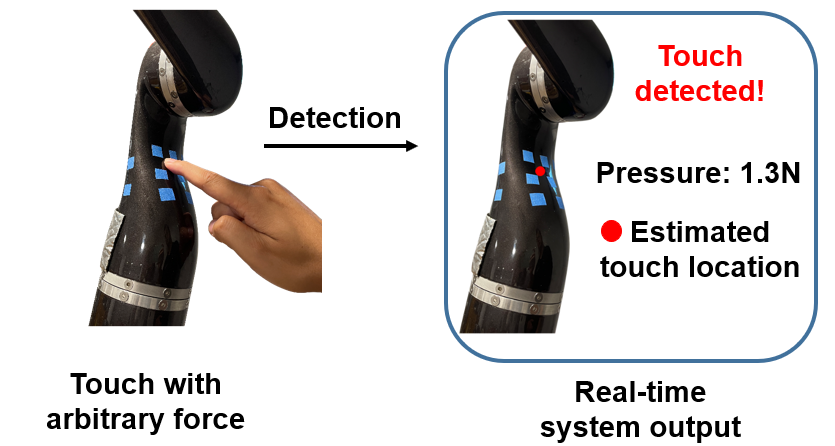 Detection
Touch
detected!
Pressure: 1.3N
Estimated
touch location
Touch with
arbitrary force
Real-time
system output